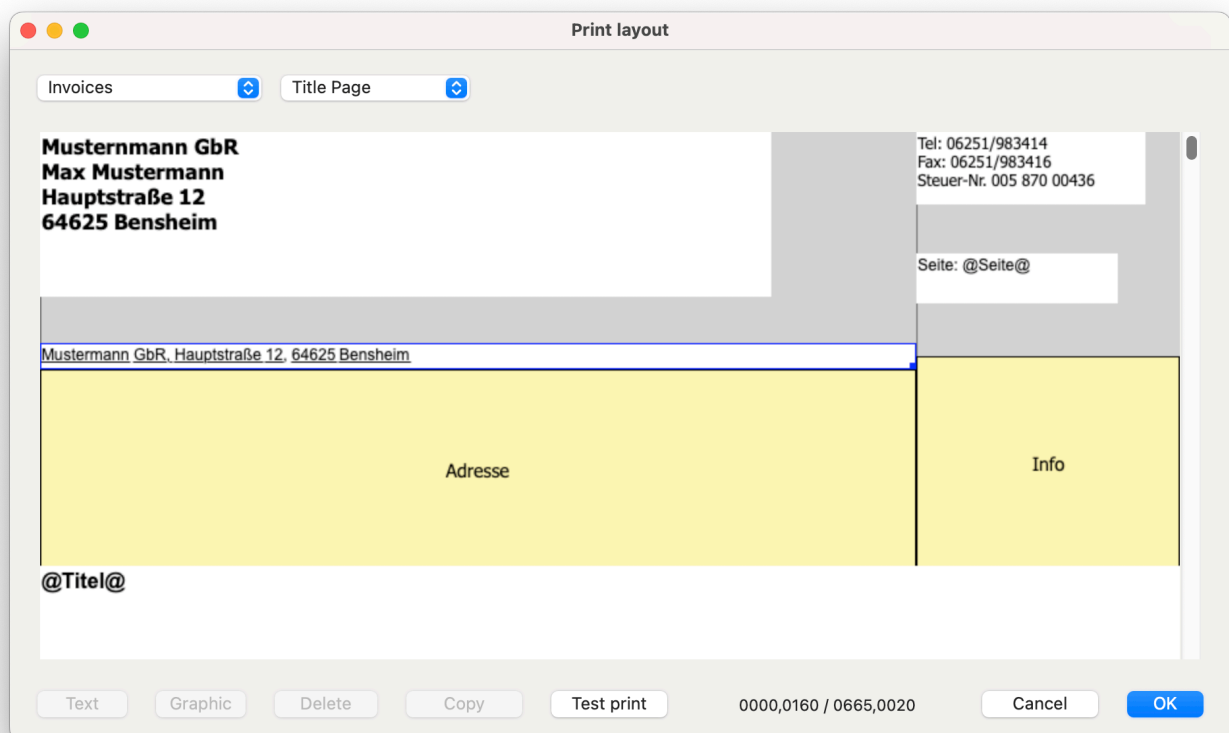 Print layout
Invoices
Title Page
Musternmann GbR
Max Mustermann
Hauptstraße 12
64625 Bensheim
Tel: 06251/983414
Fax: 06251/983416
Steuer-Nr. 005 870 00436
Seite: @Seite@
Mustermann GbR, Hauptstraße 12, 64625 Bensheim
Adresse
Info
@Titel@
Text
Graphic
Delete
Copy
Test print
0000,0160 / 0665,0020
Cancel
OK